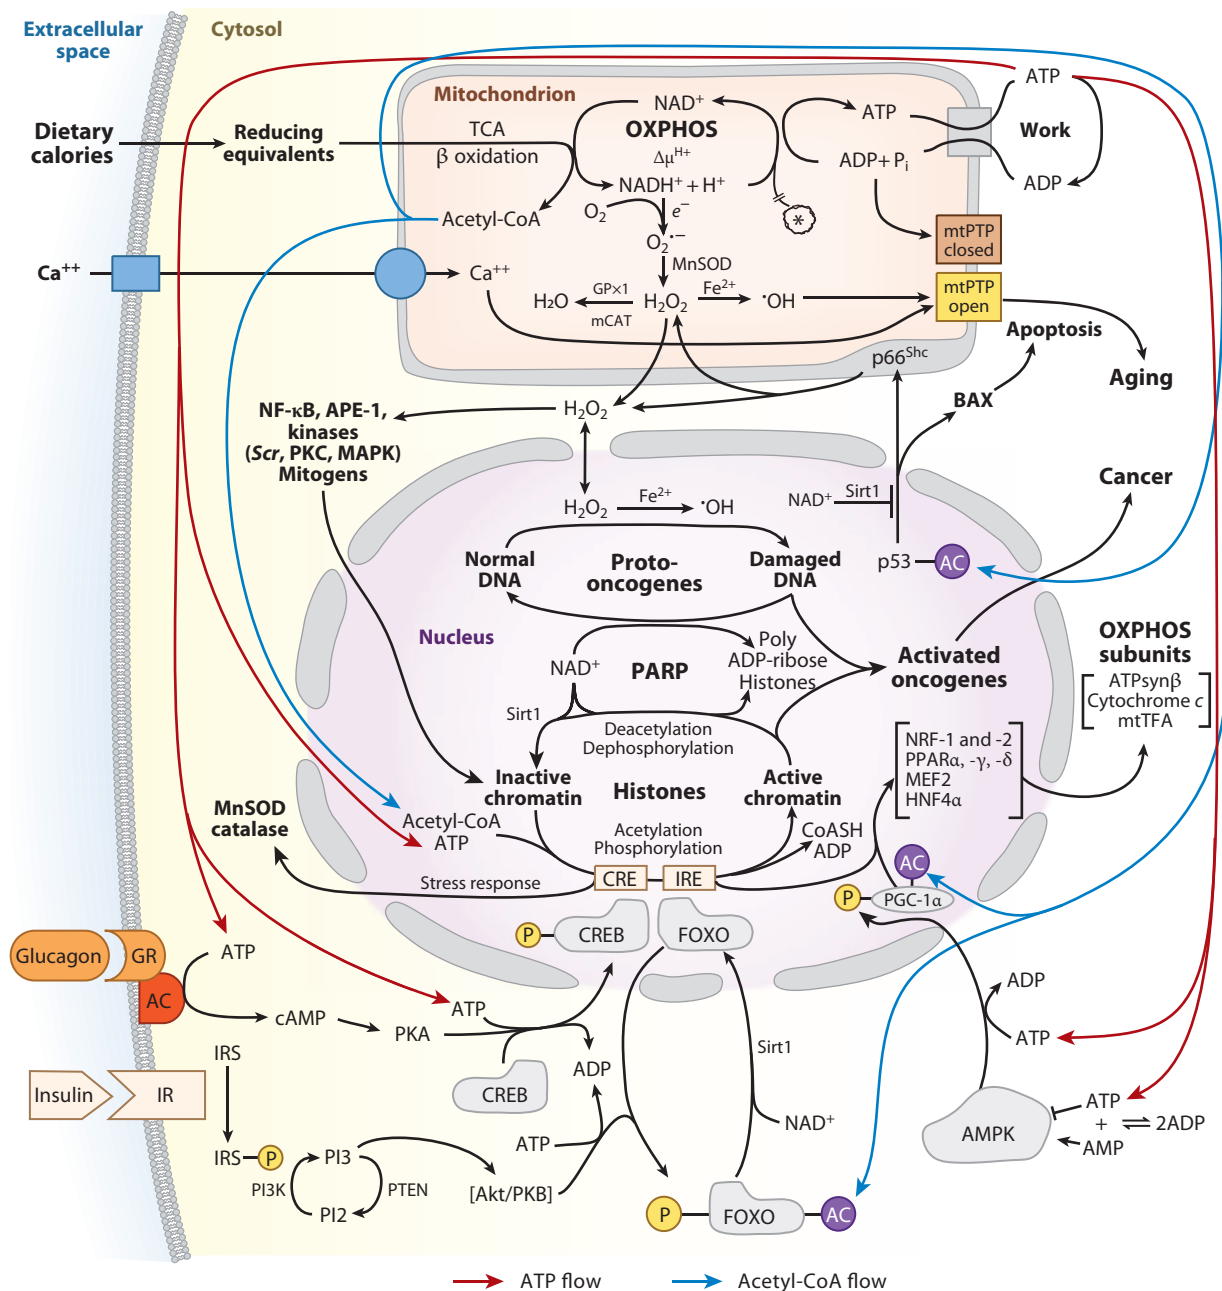 Extracellular
space
Cytosol
Mitochondrion
Dietary
calories
Reducing
equivalents
TCA
β oxidation
NAD⁺
OXPHOS
Δμᴴ⁺
NADH⁺ + H⁺
O₂
e⁻
O₂•⁻
*
MnSOD
Acetyl-CoA
ATP
ADP + Pᵢ
ATP
Work
ADP
mtPTP
closed
mtPTP
open
Ca⁺⁺
Ca⁺⁺
H₂O
GP×1
mCAT
H₂O₂
Fe²⁺
•OH
p66ˢʰᶜ
Apoptosis
Aging
BAX
Cancer
NF-κB, APE-1,
kinases
(Scr, PKC, MAPK)
Mitogens
H₂O₂
H₂O₂
Fe²⁺
•OH
NAD⁺
Sirt1
p53
AC
Normal
DNA
Proto-
oncogenes
Damaged
DNA
Nucleus
NAD⁺
PARP
Poly
ADP-ribose
Histones
Sirt1
Deacetylation
Dephosphorylation
Activated
oncogenes
OXPHOS
subunits
ATPsynβ
Cytochrome c
mtTFA
NRF-1 and -2
PPARα, -γ, -δ
MEF2
HNF4α
Inactive
chromatin
Histones
Active
chromatin
MnSOD
catalase
Acetyl-CoA
ATP
Acetylation
Phosphorylation
CoASH
ADP
Stress response
CRE
IRE
AC
P
PGC-1α
P
CREB
FOXO
Glucagon
GR
AC
ATP
cAMP
PKA
ATP
ADP
CREB
Sirt1
NAD⁺
ADP
ATP
IRS
Insulin
IR
IRS
P
PI3K
PI3
PTEN
PI2
[Akt/PKB]
ATP
P
FOXO
AC
AMPK
ATP
+
⇌ 2ADP
AMP
ATP flow
Acetyl-CoA flow